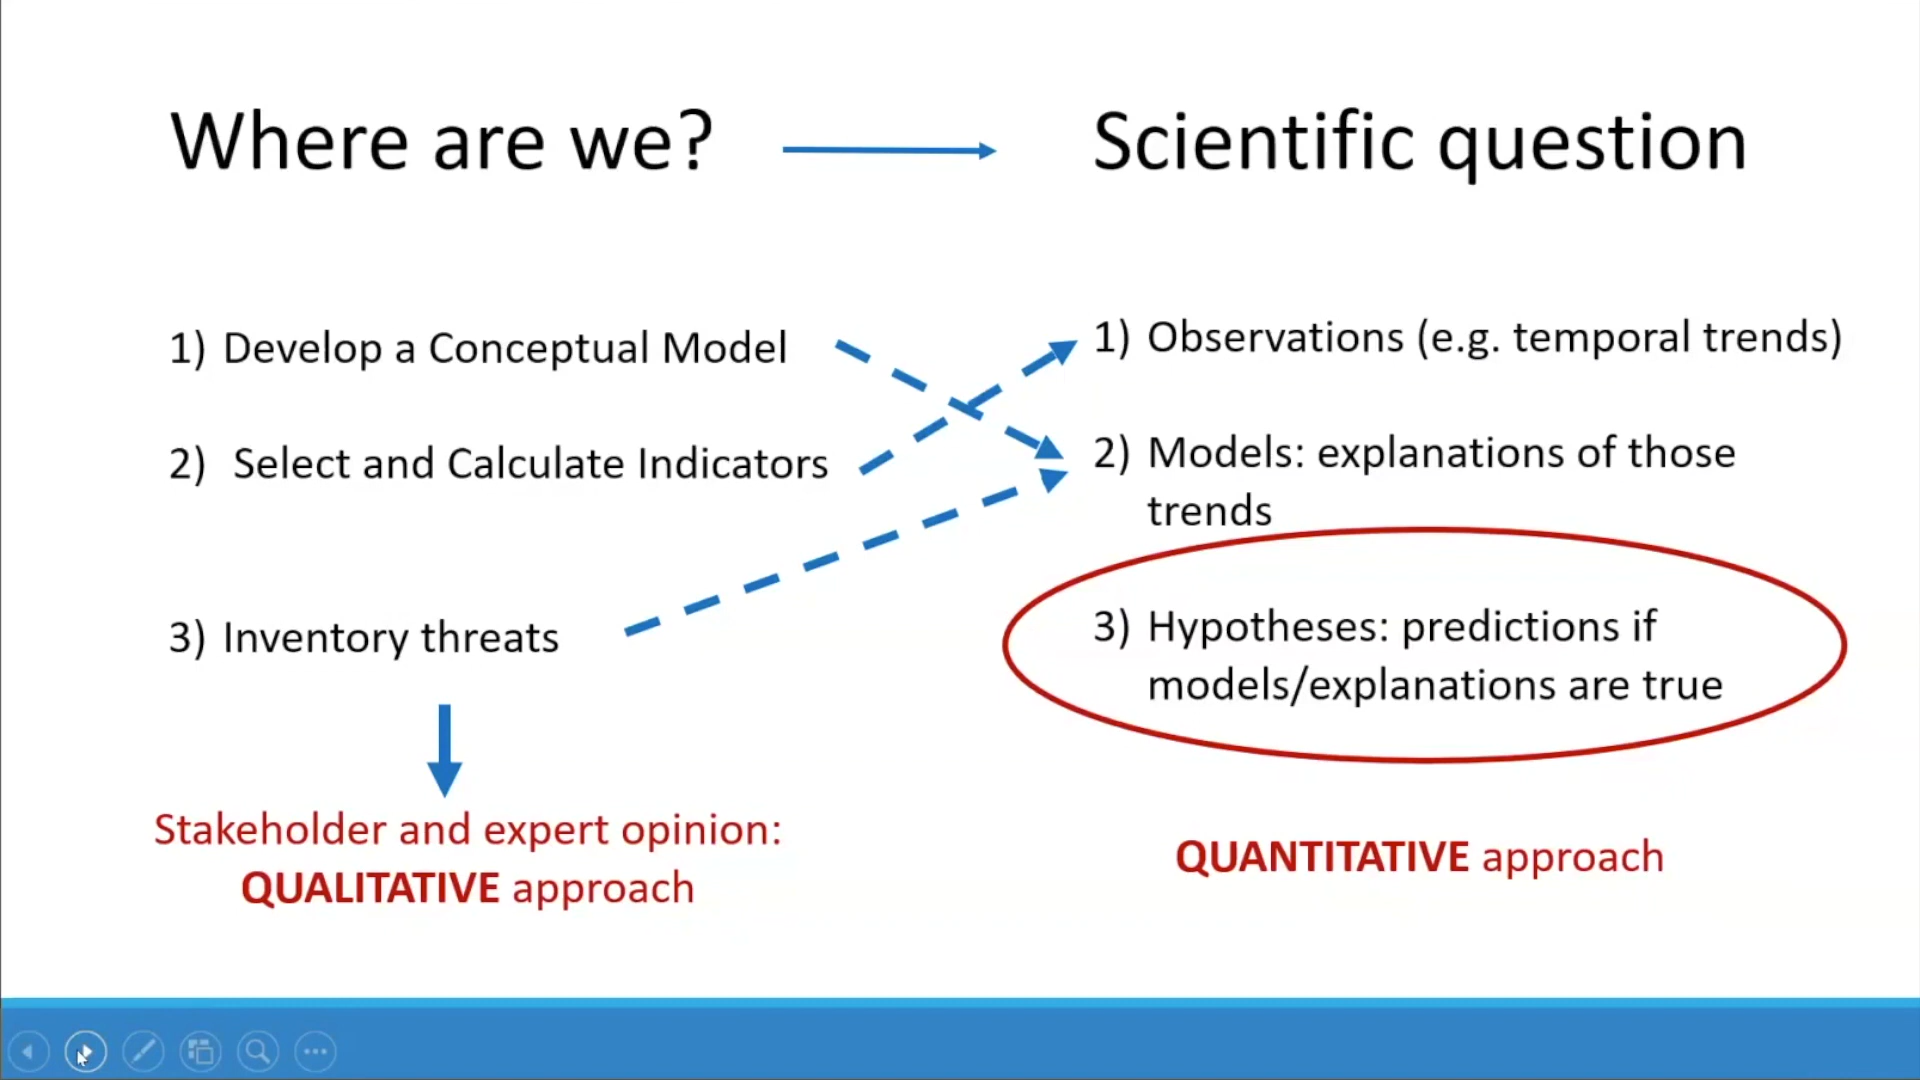 Where are we?
Scientific question
1) Develop a Conceptual Model
2) Select and Calculate Indicators
3) Inventory threats
Stakeholder and expert opinion:
QUALITATIVE approach
1) Observations (e.g. temporal trends)
2) Models: explanations of those
trends
3) Hypotheses: predictions if
models/explanations are true
QUANTITATIVE approach